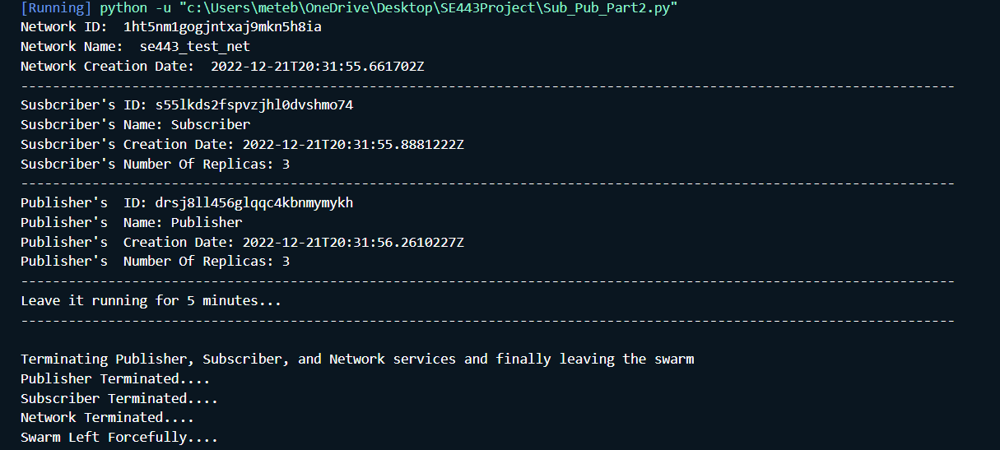 [Running] python -u "c:\Users\meteb\OneDrive\Desktop\SE443Project\Sub_Pub_Part2.py"
Network ID:  1ht5nm1gogjntxaj9mkn5h8ia
Network Name:  se443_test_net
Network Creation Date:  2022-12-21T20:31:55.661702Z
----------------------------------------------------------------------------------------------------------------------
Susbcriber's ID: s55lkds2fspvzjhl0dvshmo74
Susbcriber's Name: Subscriber
Susbcriber's Creation Date: 2022-12-21T20:31:55.8881222Z
Susbcriber's Number Of Replicas: 3
----------------------------------------------------------------------------------------------------------------------
Publisher's  ID: drsj8ll456glqqc4kbnmymykh
Publisher's  Name: Publisher
Publisher's  Creation Date: 2022-12-21T20:31:56.2610227Z
Publisher's  Number Of Replicas: 3
----------------------------------------------------------------------------------------------------------------------
Leave it running for 5 minutes...
----------------------------------------------------------------------------------------------------------------------
Terminating Publisher, Subscriber, and Network services and finally leaving the swarm
Publisher Terminated....
Subscriber Terminated....
Network Terminated....
Swarm Left Forcefully....